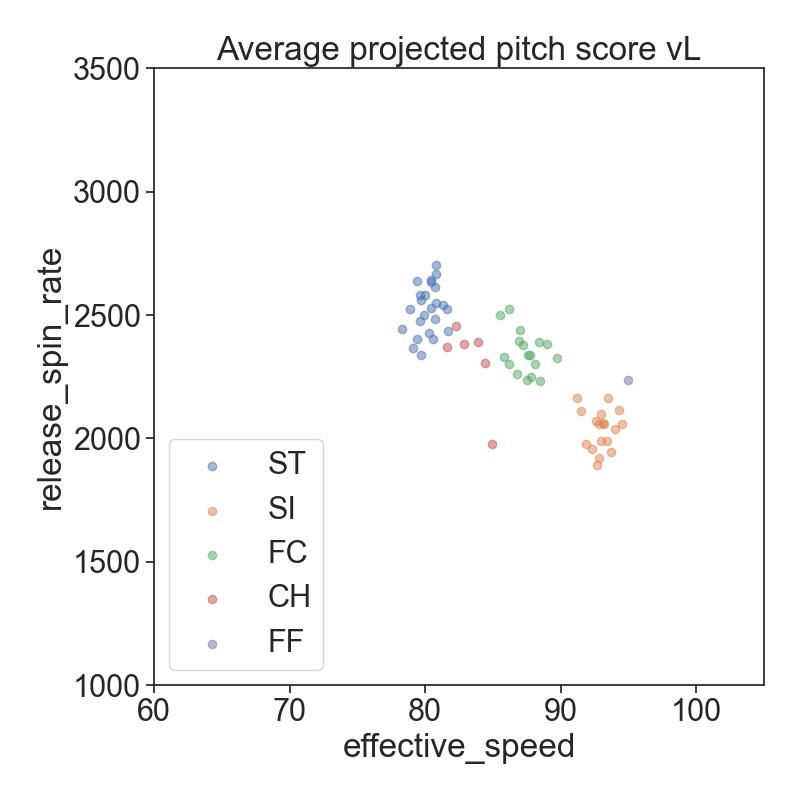 Average projected pitch score vL
3500
3000
2500
2000
1500
1000
release_spin_rate
ST
SI
FC
CH
FF
60 70 80 90 100
effective_speed